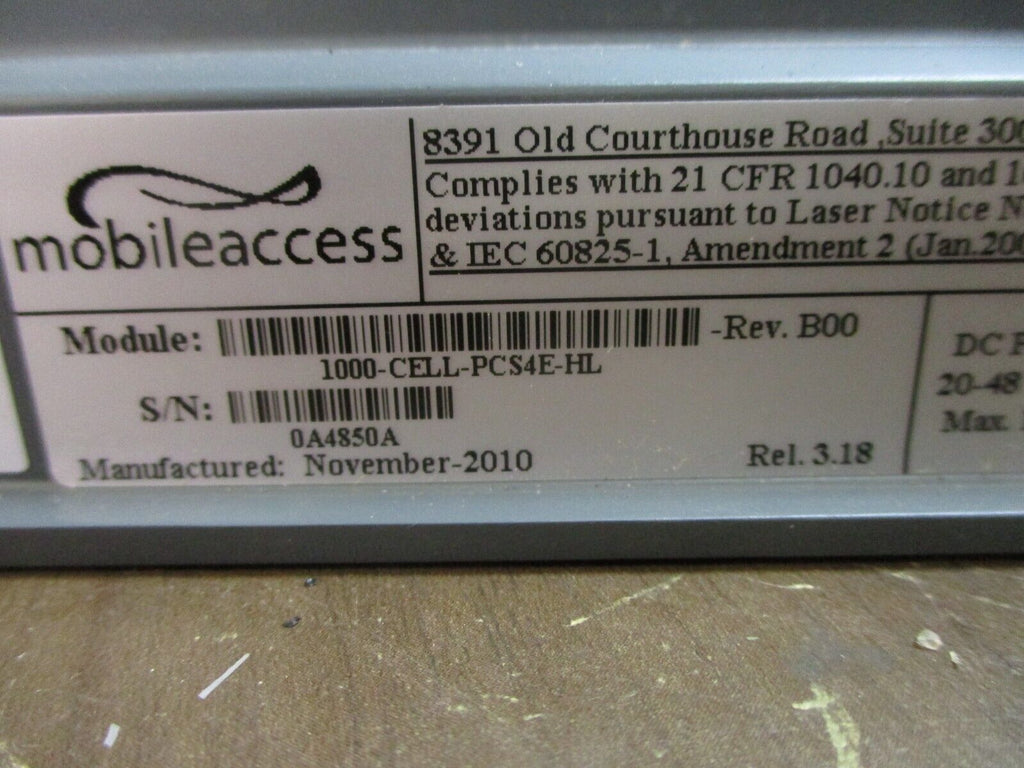 mobileaccess
8391 Old Courthouse Road ,Suite 300
Complies with 21 CFR 1040.10 and
deviations pursuant to Laser Notice
& IEC 60825-1, Amendment 2 (Jan.
Module: -Rev. B00
1000-CELL-PCS4E-HL
S/N:
0A4850A
Manufactured: November-2010
Rel. 3.18
DC
20-48
Max.